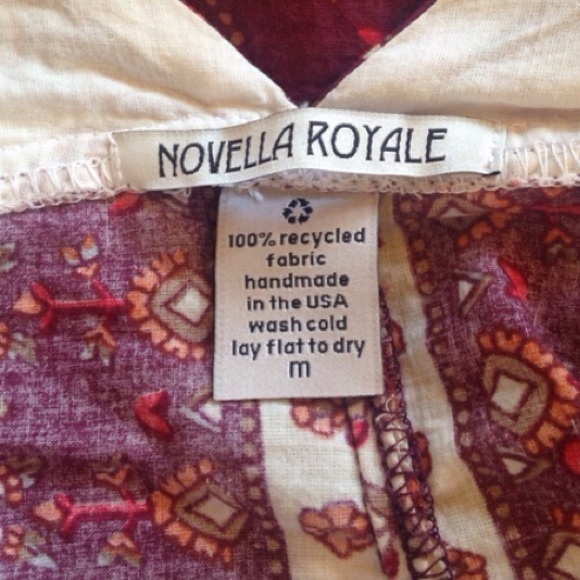 NOVELLA ROYALE
100% recycled
fabric
handmade
in the USA
wash cold
lay flat to dry
m